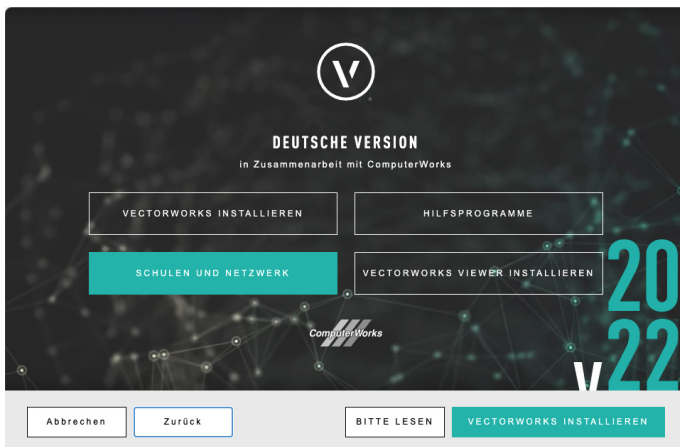 DEUTSCHE VERSION
in Zusammenarbeit mit ComputerWorks
VECTORWORKS INSTALLIEREN
HILFSPROGRAMME
SCHULEN UND NETZWERK
VECTORWORKS VIEWER INSTALLIEREN
ComputerWorks
20
22
V
Abbrechen
Zurück
BITTE LESEN
VECTORWORKS INSTALLIEREN